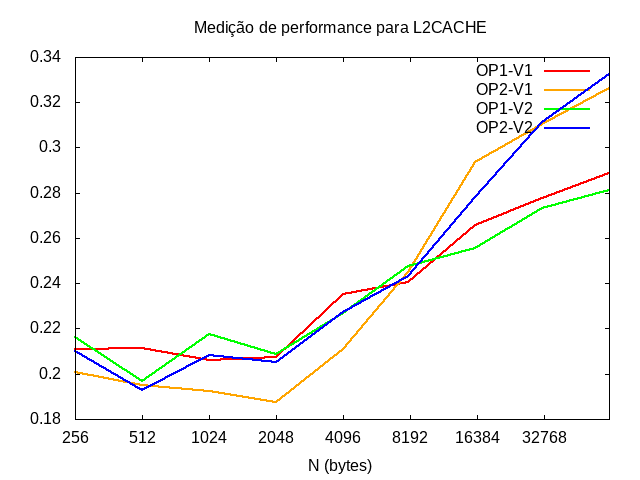 Medição de performance para L2CACHE
0.34
0.32
0.3
0.28
0.26
0.24
0.22
0.2
0.18
OP1-V1
OP2-V1
OP1-V2
OP2-V2
256 512 1024 2048 4096 8192 16384 32768
N (bytes)